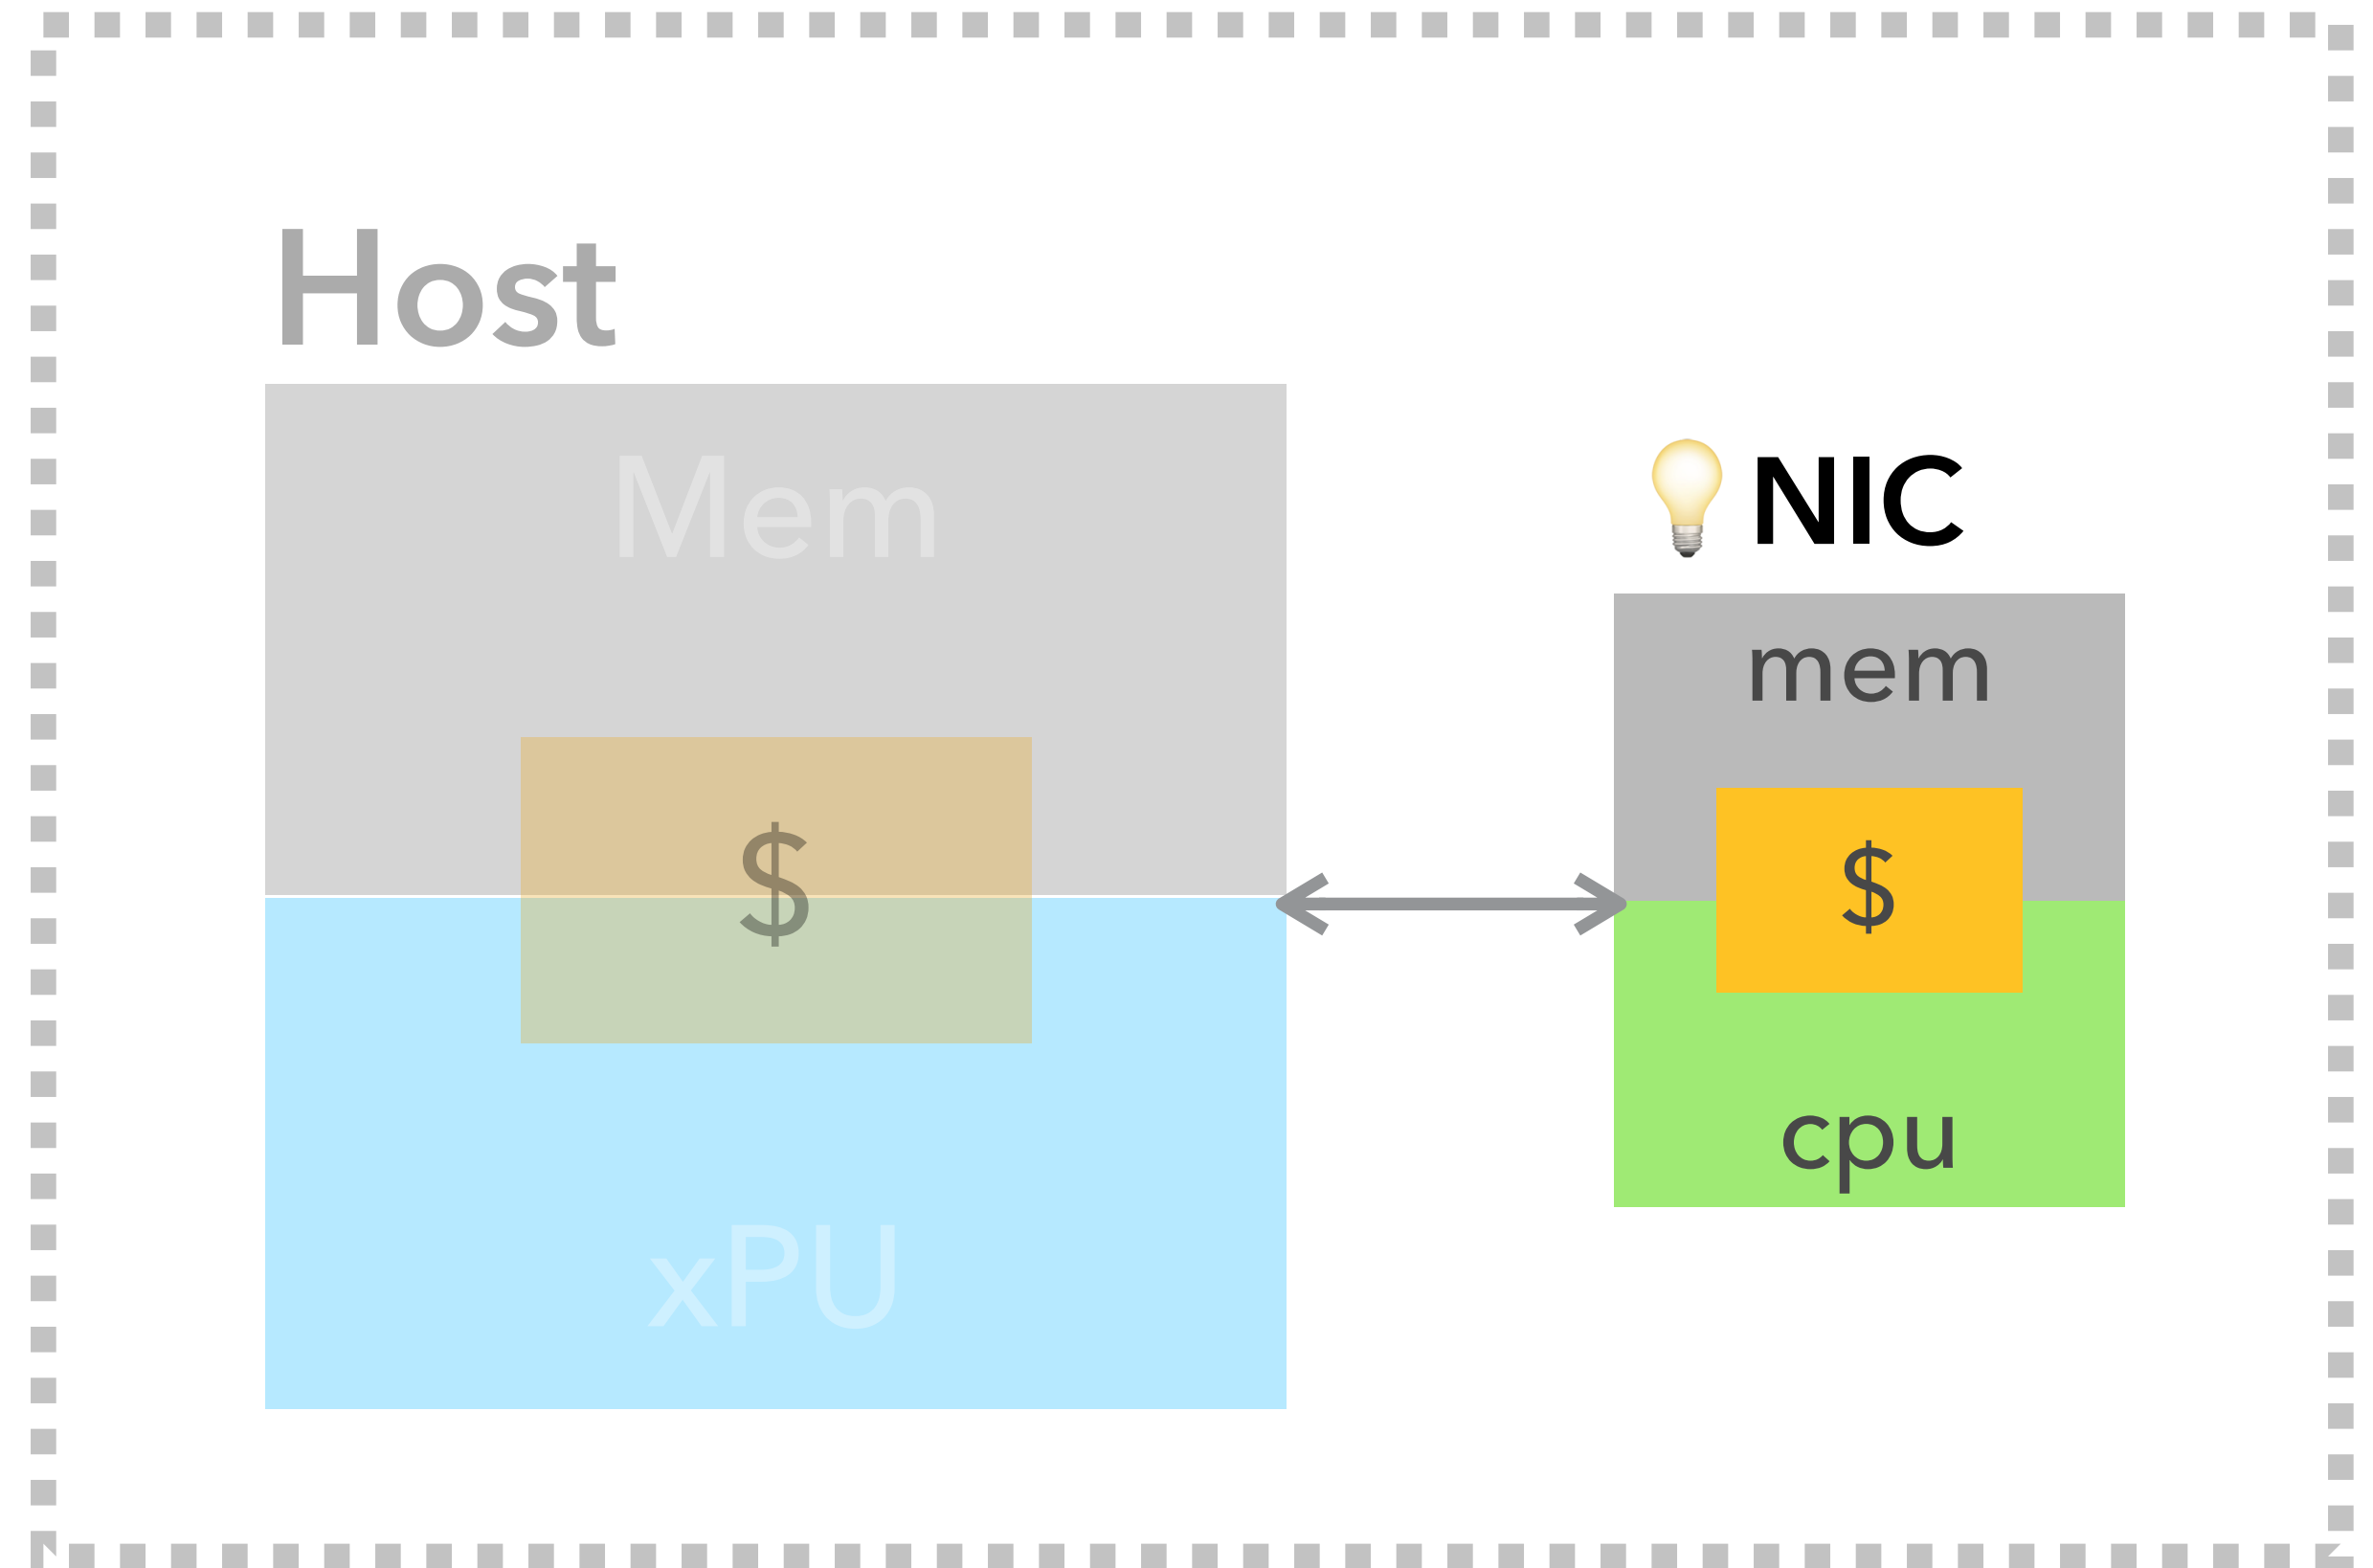 Host
Mem
$
xPU
💡 NIC
mem
$
cpu